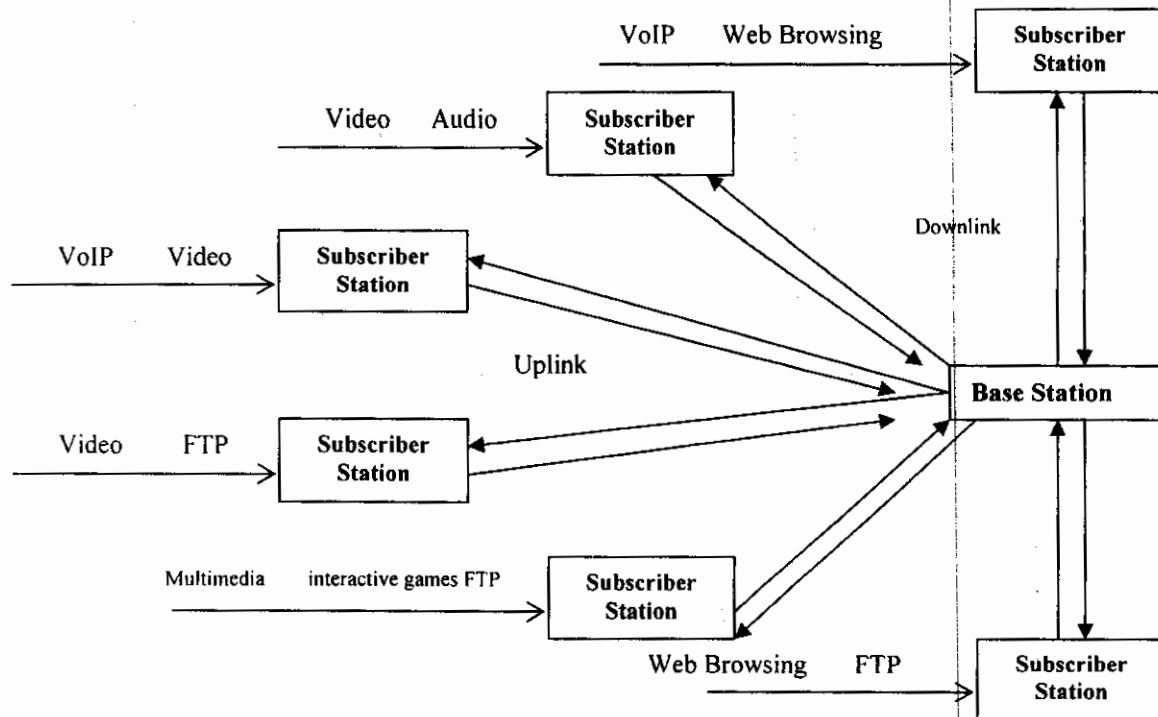 VoIP Web Browsing
Subscriber
Station
Video Audio
Subscriber
Station
Downlink
VoIP Video
Subscriber
Station
Uplink
Base Station
Video FTP
Subscriber
Station
Multimedia interactive games FTP
Subscriber
Station
Web Browsing FTP
Subscriber
Station